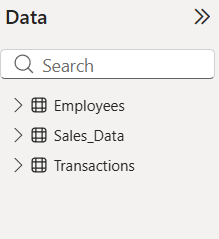 Data
Search
Employees
Sales_Data
Transactions